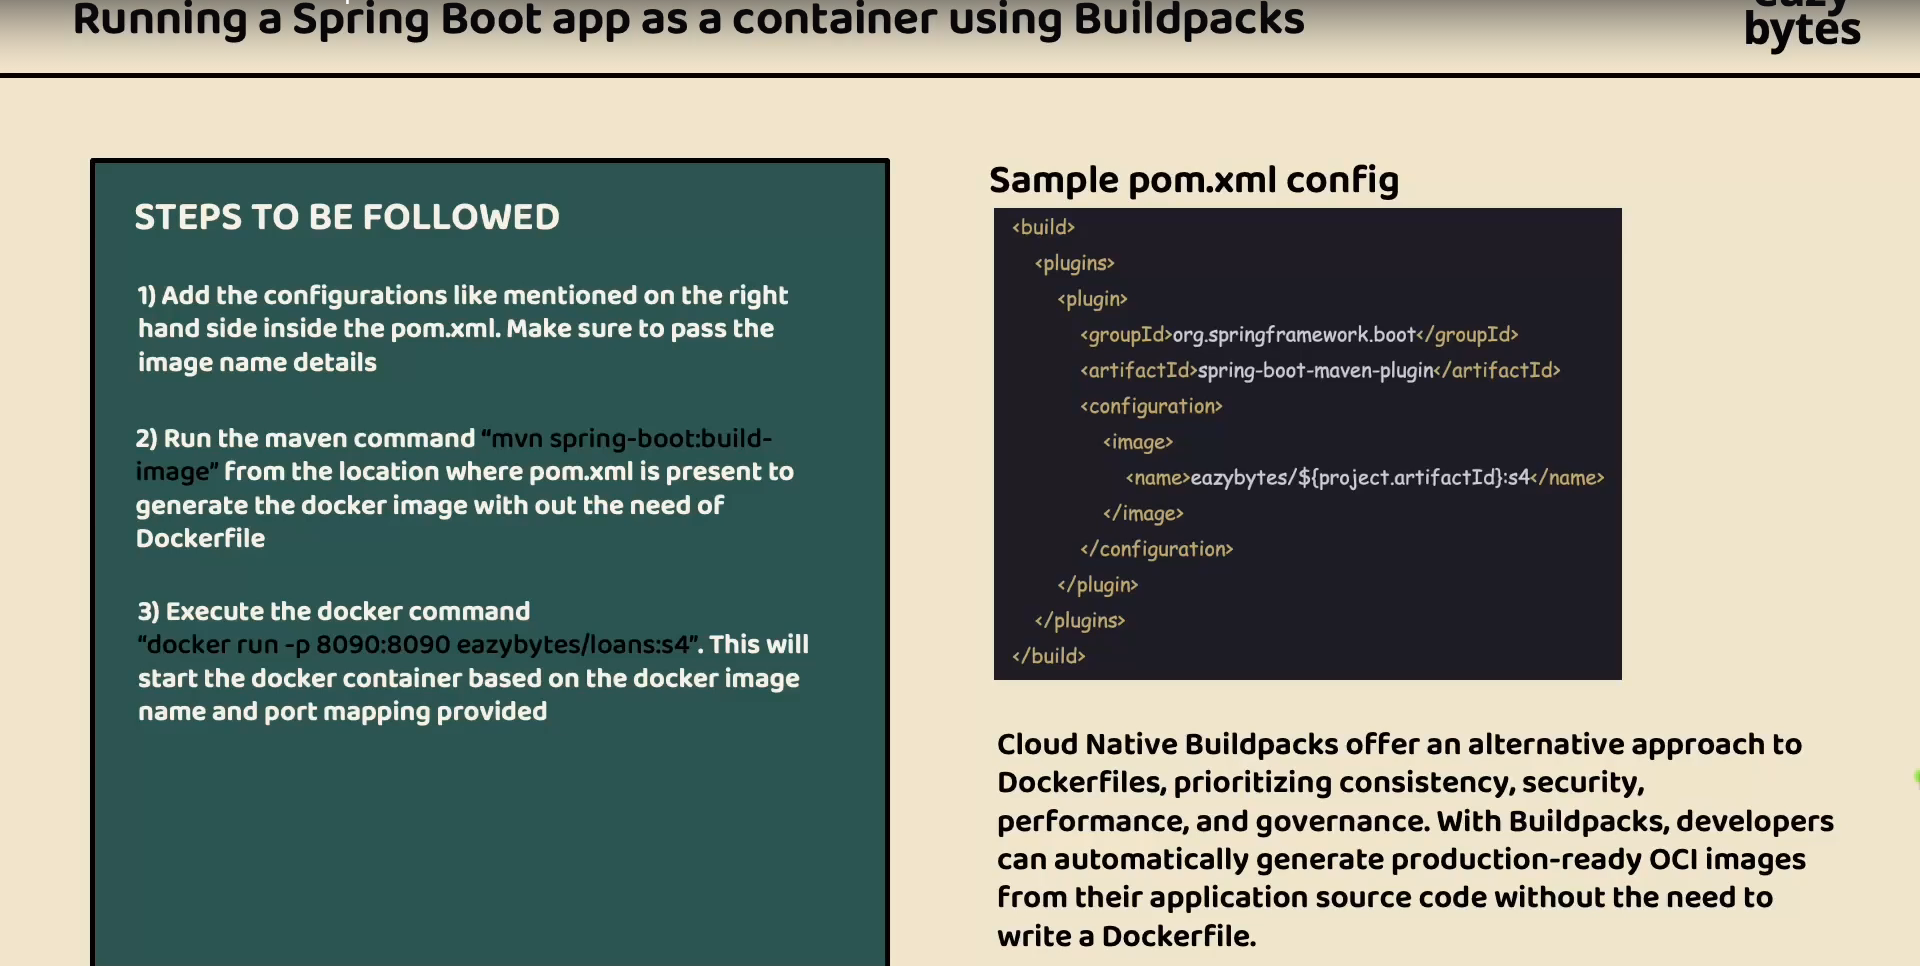 Running a Spring Boot app as a container using Buildpacks
eazy
bytes
STEPS TO BE FOLLOWED
1) Add the configurations like mentioned on the right
hand side inside the pom.xml. Make sure to pass the
image name details
2) Run the maven command “mvn spring-boot:build-
image” from the location where pom.xml is present to
generate the docker image with out the need of
Dockerfile
3) Execute the docker command
“docker run -p 8090:8090 eazybytes/loans:s4”. This will
start the docker container based on the docker image
name and port mapping provided
Sample pom.xml config
<build>
<plugins>
<plugin>
<groupId>org.springframework.boot</groupId>
<artifactId>spring-boot-maven-plugin</artifactId>
<configuration>
<image>
<name>eazybytes/${project.artifactId}:s4</name>
</image>
</configuration>
</plugin>
</plugins>
</build>
Cloud Native Buildpacks offer an alternative approach to
Dockerfiles, prioritizing consistency, security,
performance, and governance. With Buildpacks, developers
can automatically generate production-ready OCI images
from their application source code without the need to
write a Dockerfile.